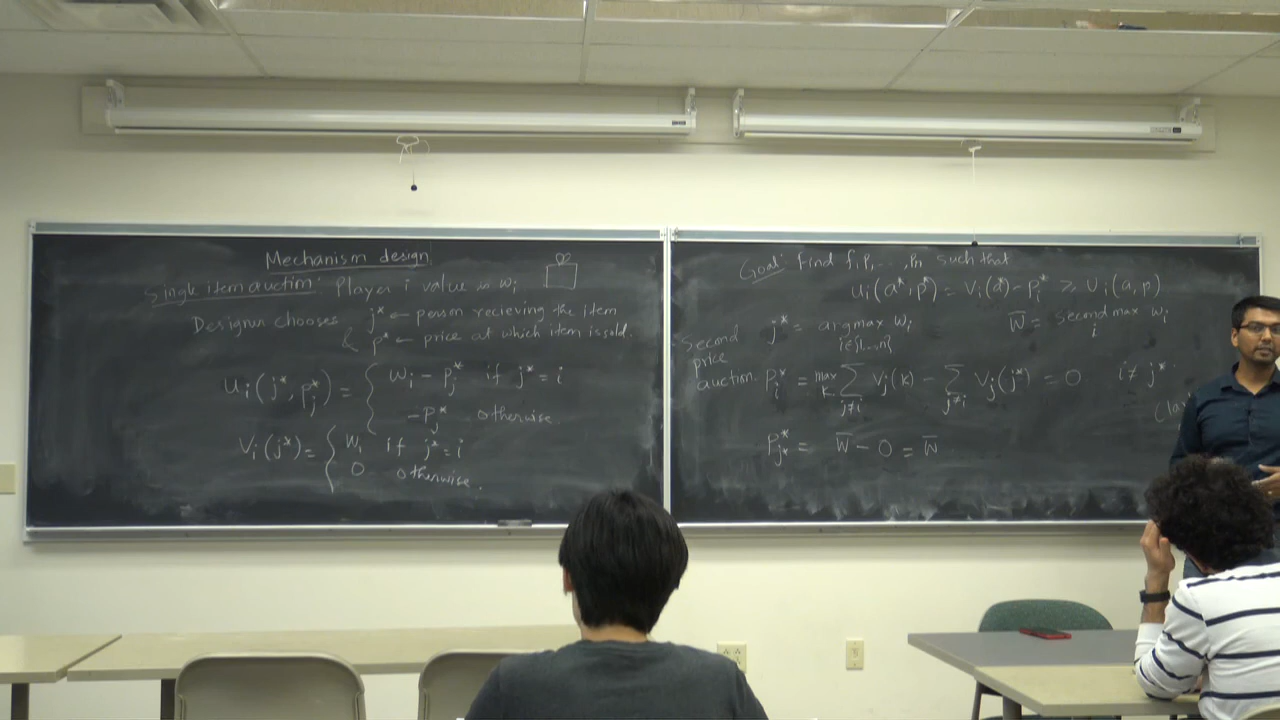 Mechanism design
Single item auction: Player i value is wᵢ
Designer chooses j* ← person recieving the item
& p* ← price at which item is sold.
uᵢ(j*, pⱼ*) = { wᵢ - pⱼ* if j* = i
-pⱼ* otherwise.
Vᵢ(j*) = { wᵢ if j* = i
0 otherwise.
Goal: Find f, p, ..., pₙ such that
uᵢ(a*, p*) = Vᵢ(a*) - pᵢ* ≥ uᵢ(a, p)
Second price auction.
j* = argmax wᵢ
i∈{1...n}
w̄ = second max wᵢ
i
pᵢ* = max Σ Vⱼ(k) - Σ Vⱼ(j*) = 0 i ≠ j*.
k j≠i j≠i
pⱼ* = w̄ - 0 = w̄